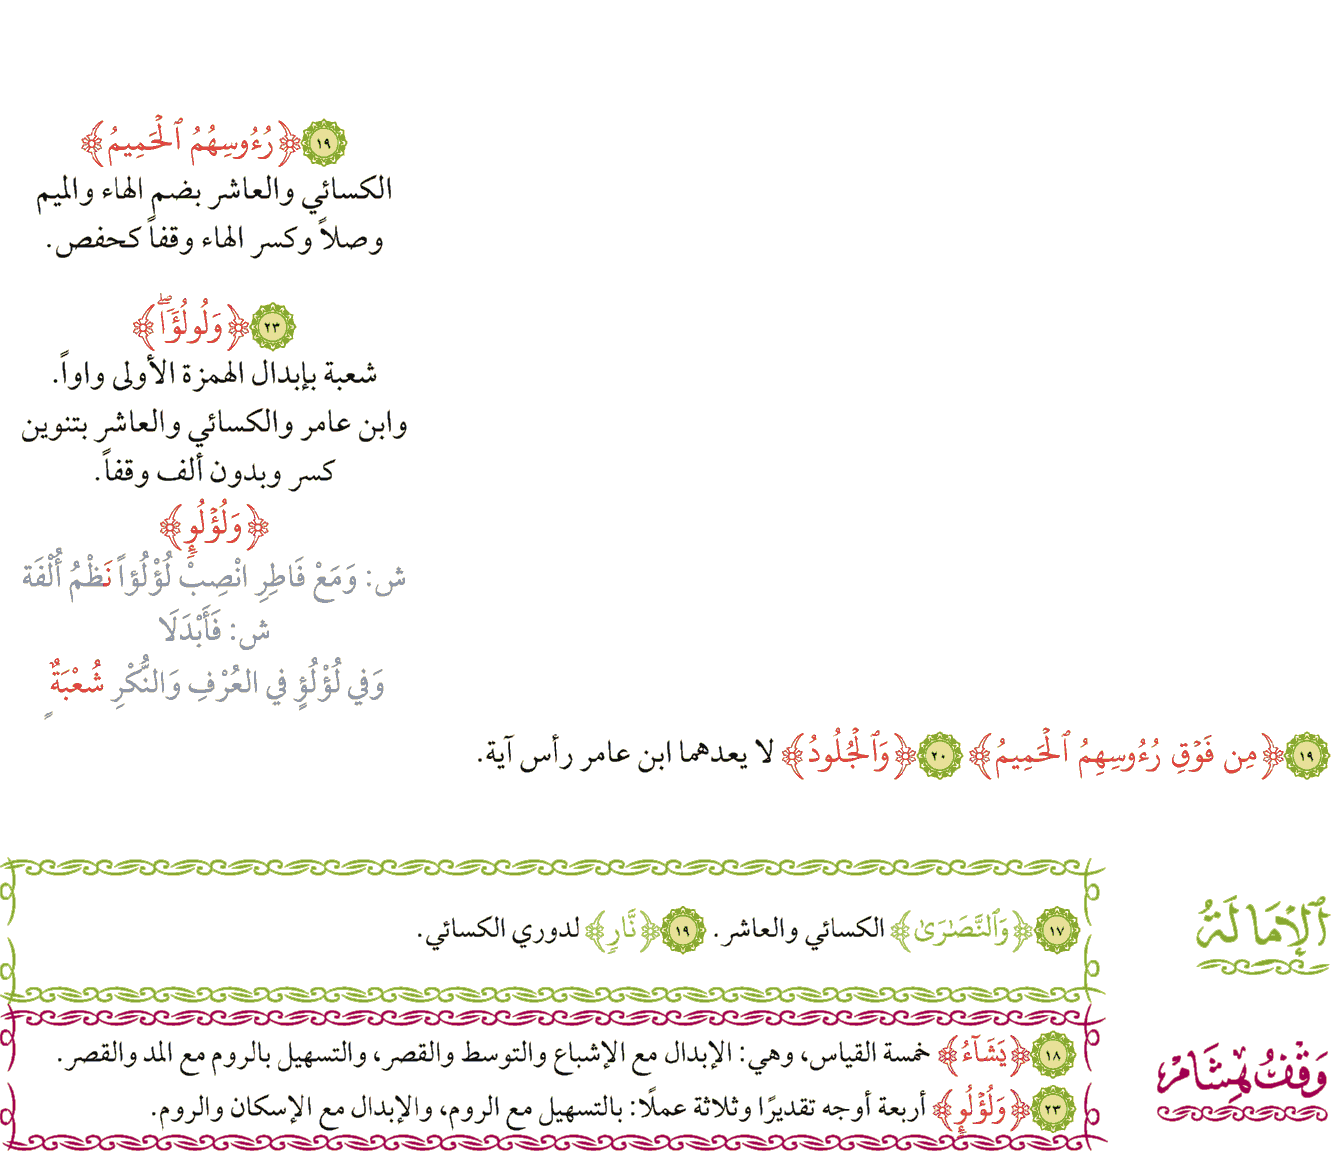 ١٩ ﴿رُءُوسِهُمُ ٱلْحَمِيمُ﴾
الكسائي والعاشر بضم الهاء والميم
وصلاً وكسر الهاء وقفاً كحفص.
٢٣ ﴿وَلُولُؤٗاۖ﴾
شعبة بإبدال الهمزة الأولى واواً.
وابن عامر والكسائي والعاشر بتنوين
كسر وبدون ألف وقفاً.
﴿وَلُؤْلُوٕٖ﴾
ش: وَمَعْ فَاطِرِ انْصِبْ لُؤْلُؤاً نَظْمُ أُلْفَة
ش: فَأَبْدَلَا
وَفي لُؤْلُؤٍ في العُرْفِ وَالنُّكْرِ شُعْبَةٌ
١٩ ﴿مِن فَوْقِ رُءُوسِهِمُ ٱلْحَمِيمُ﴾ ٢٠ ﴿وَٱلْجُلُودُ﴾ لا يعدهما ابن عامر رأس آية.
ٱلْإِمَالَةُ
١٧ ﴿وَٱلنَّصَٰرَىٰ﴾ الكسائي والعاشر. ١٩ ﴿نَّارٖ﴾ لدوري الكسائي.
وَقْفُ هِشَامْ
١٨ ﴿يَشَآءُ﴾ خمسة القياس، وهي: الإبدال مع الإشباع والتوسط والقصر، والتسهيل بالروم مع المد والقصر.
٢٣ ﴿وَلُؤْلُوٕٖ﴾ أربعة أوجه تقديرًا وثلاثة عملًا: بالتسهيل مع الروم، والإبدال مع الإسكان والروم.